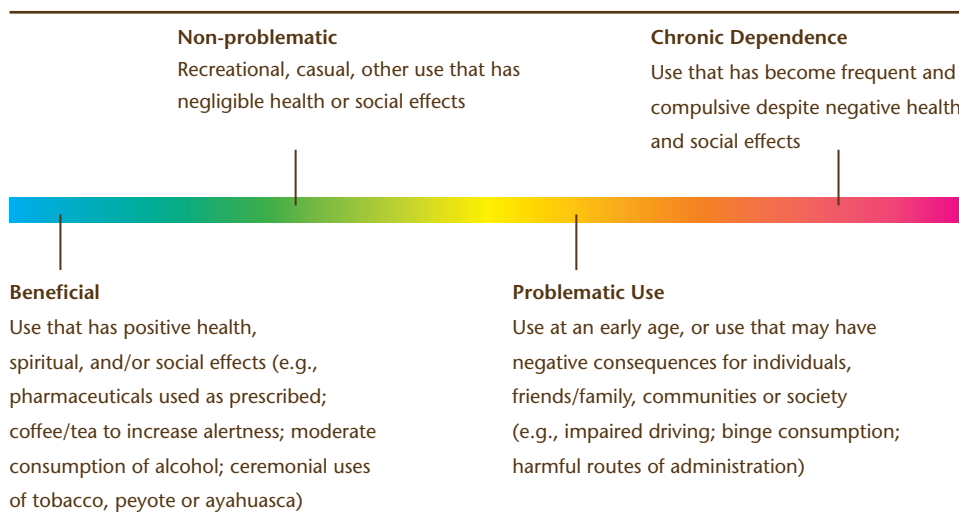 Non-problematic
Recreational, casual, other use that has
negligible health or social effects
Chronic Dependence
Use that has become frequent and
compulsive despite negative health
and social effects
Beneficial
Use that has positive health,
spiritual, and/or social effects (e.g.,
pharmaceuticals used as prescribed;
coffee/tea to increase alertness; moderate
consumption of alcohol; ceremonial uses
of tobacco, peyote or ayahuasca)
Problematic Use
Use at an early age, or use that may have
negative consequences for individuals,
friends/family, communities or society
(e.g., impaired driving; binge consumption;
harmful routes of administration)